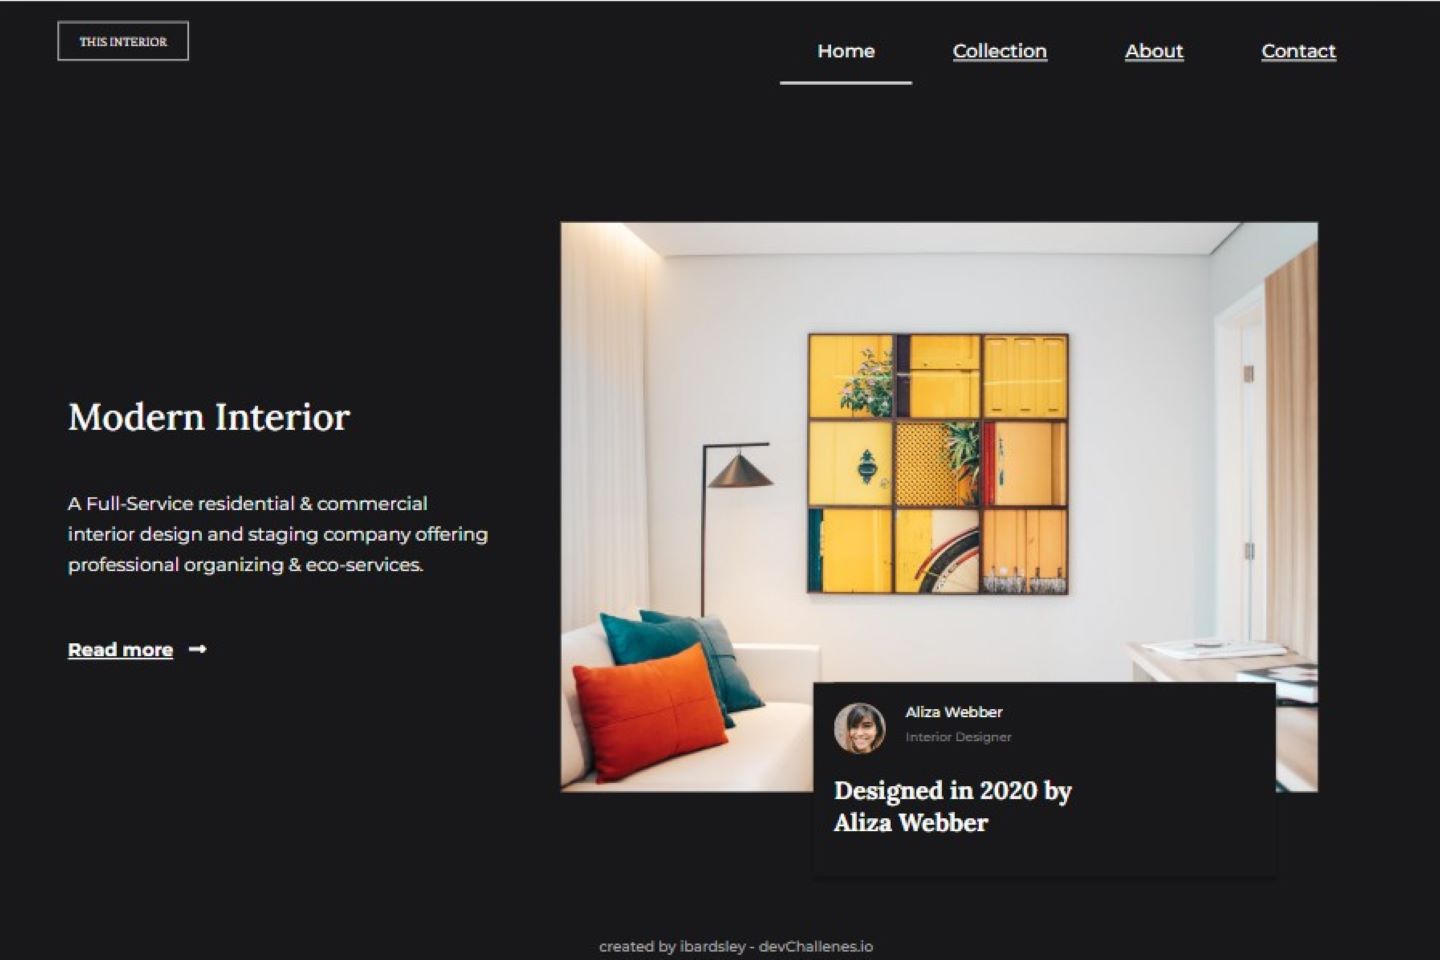 THIS INTERIOR
Home
Collection
About
Contact
Modern Interior
A Full-Service residential & commercial
interior design and staging company offering
professional organizing & eco-services.
Read more
Aliza Webber
Interior Designer
Designed in 2020 by
Aliza Webber
created by ibardsley - devChallenes.io